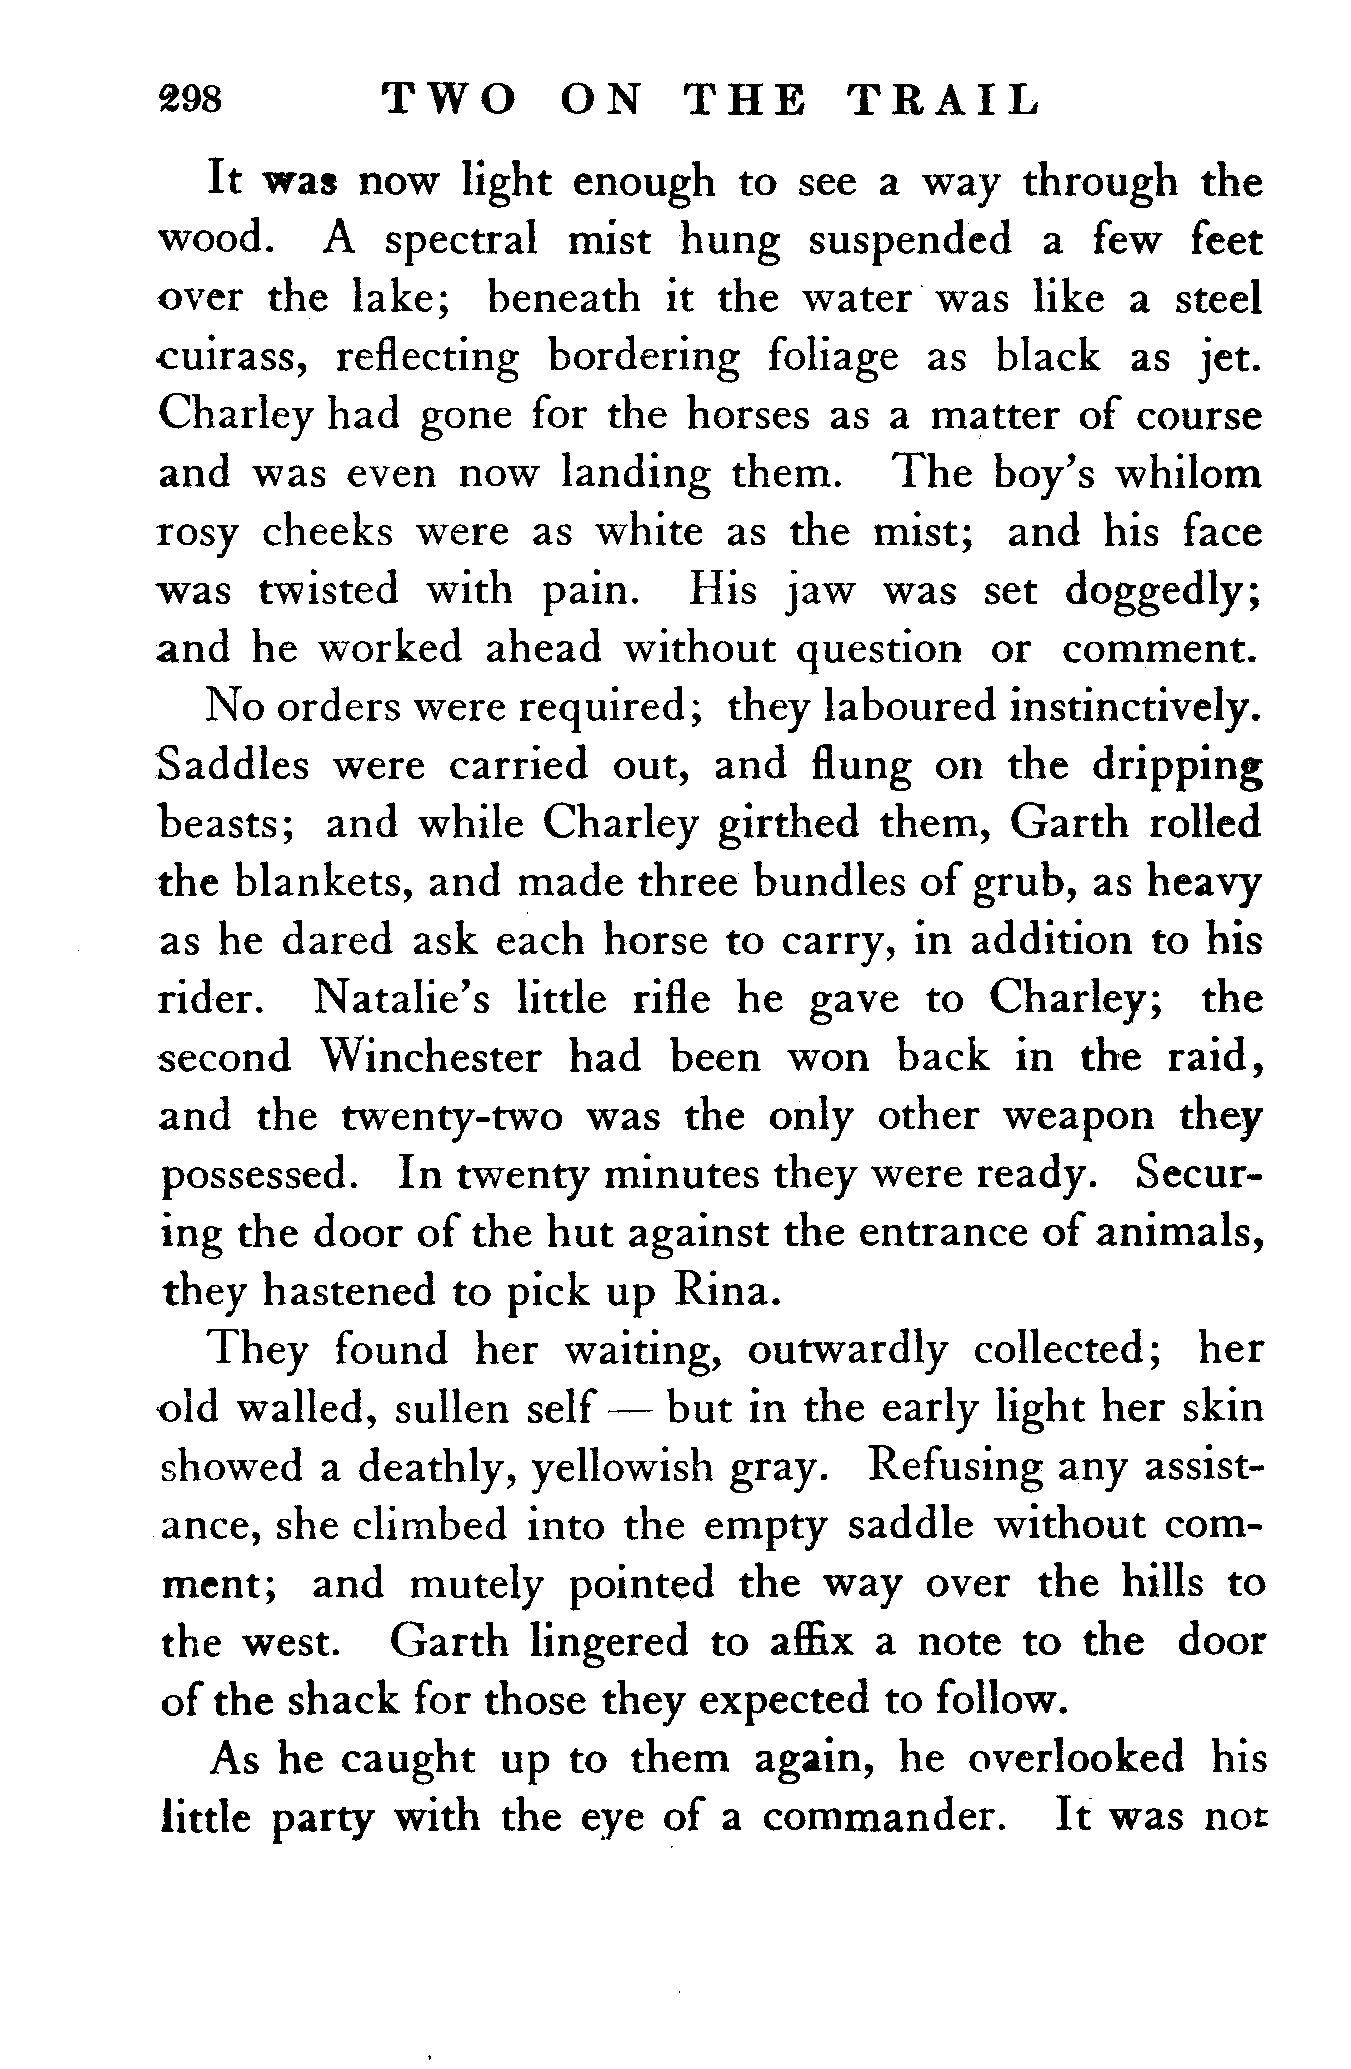 298 TWO ON THE TRAIL
It was now light enough to see a way through the
wood. A spectral mist hung suspended a few feet
over the lake; beneath it the water was like a steel
cuirass, reflecting bordering foliage as black as jet.
Charley had gone for the horses as a matter of course
and was even now landing them. The boy's whilom
rosy cheeks were as white as the mist; and his face
was twisted with pain. His jaw was set doggedly;
and he worked ahead without question or comment.
No orders were required; they laboured instinctively.
Saddles were carried out, and flung on the dripping
beasts; and while Charley girthed them, Garth rolled
the blankets, and made three bundles of grub, as heavy
as he dared ask each horse to carry, in addition to his
rider. Natalie's little rifle he gave to Charley; the
second Winchester had been won back in the raid,
and the twenty-two was the only other weapon they
possessed. In twenty minutes they were ready. Secur-
ing the door of the hut against the entrance of animals,
they hastened to pick up Rina.
They found her waiting, outwardly collected; her
old walled, sullen self — but in the early light her skin
showed a deathly, yellowish gray. Refusing any assist-
ance, she climbed into the empty saddle without com-
ment; and mutely pointed the way over the hills to
the west. Garth lingered to affix a note to the door
of the shack for those they expected to follow.
As he caught up to them again, he overlooked his
little party with the eye of a commander. It was not